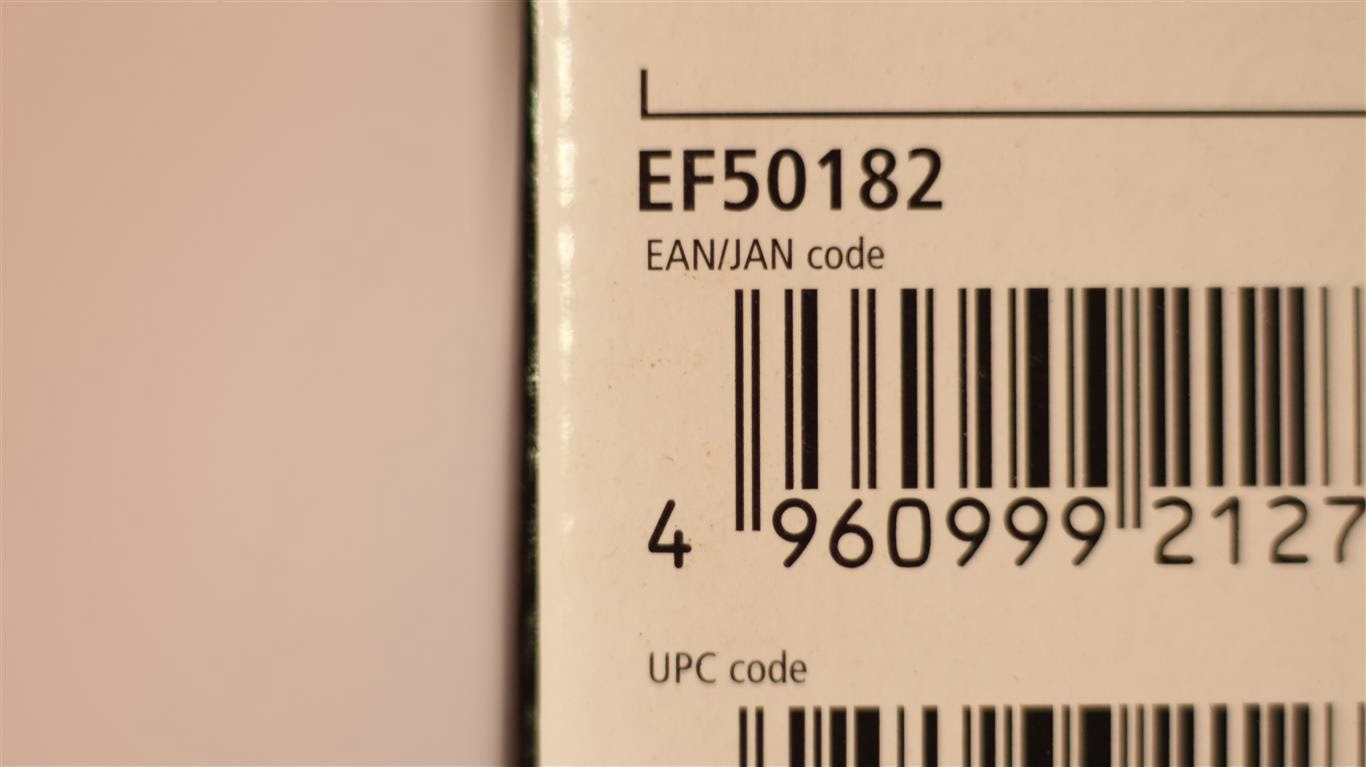 EF50182
EAN/JAN code
4 960999 2127
UPC code